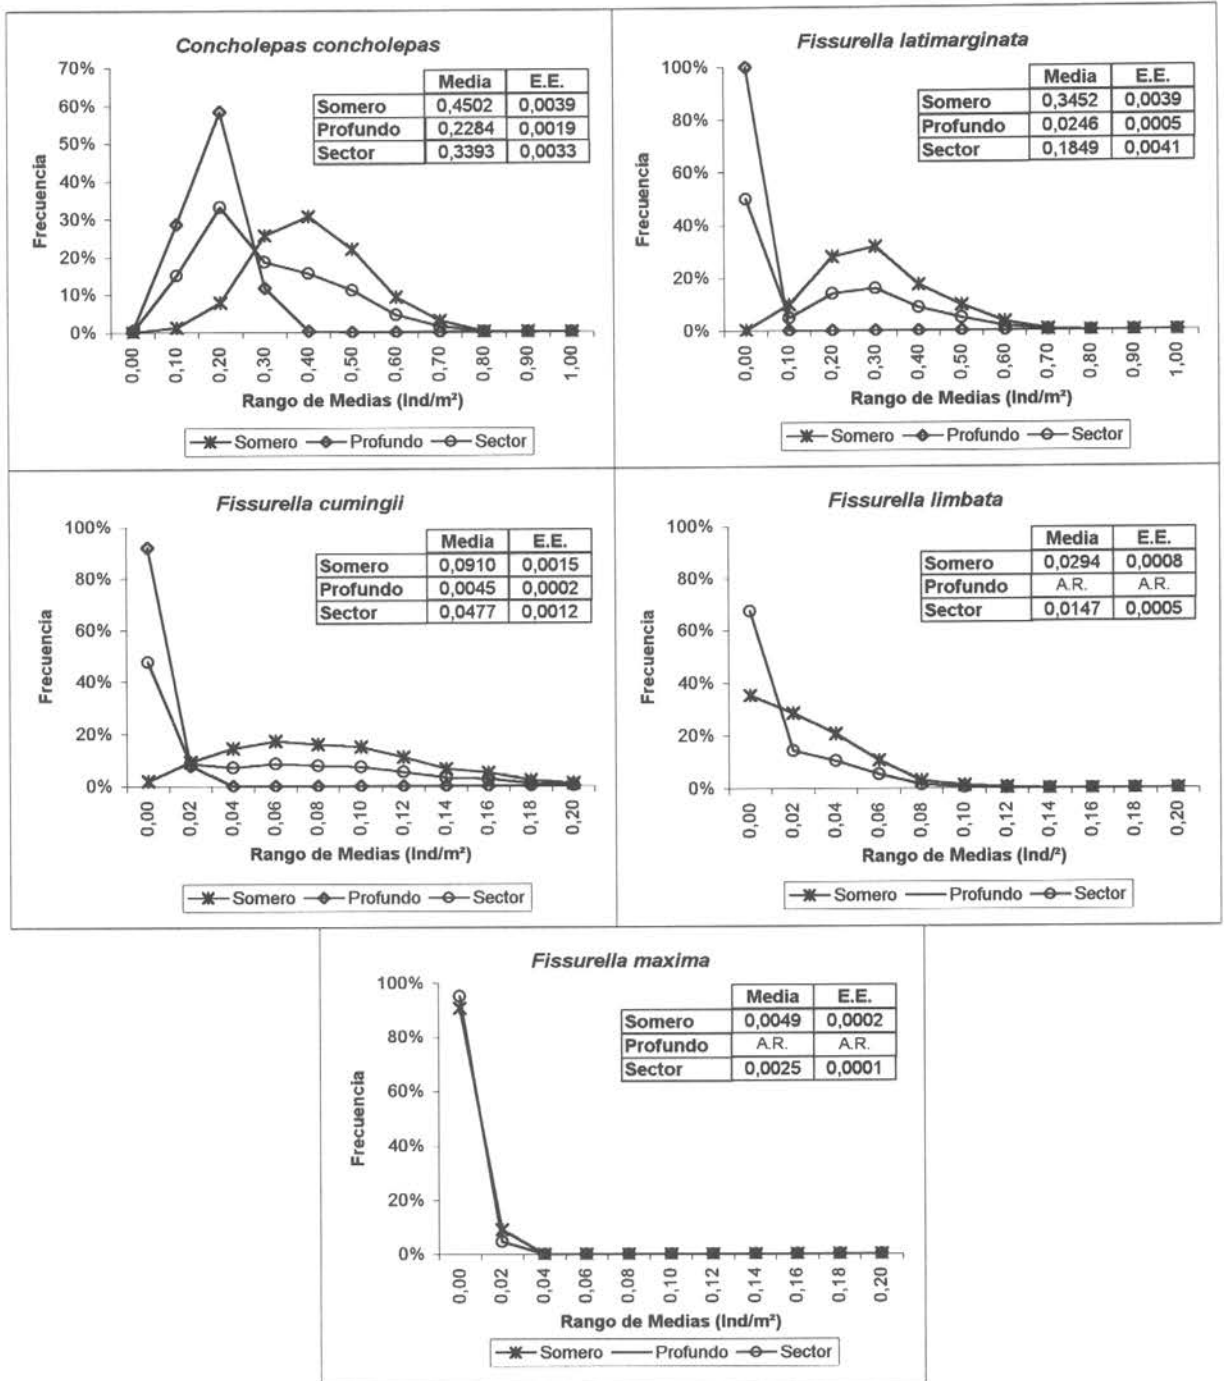 Concholepas concholepas
70%
60%
50%
40%
30%
20%
10%
0%
Frecuencia
Media E.E.
Somero 0,4502 0,0039
Profundo 0,2284 0,0019
Sector 0,3393 0,0033
0,00 0,10 0,20 0,30 0,40 0,50 0,60 0,70 0,80 0,90 1,00
Rango de Medias (Ind/m²)
Somero Profundo Sector
Fissurella latimarginata
100%
80%
60%
40%
20%
0%
Frecuencia
Media E.E.
Somero 0,3452 0,0039
Profundo 0,0246 0,0005
Sector 0,1849 0,0041
0,00 0,10 0,20 0,30 0,40 0,50 0,60 0,70 0,80 0,90 1,00
Rango de Medias (Ind/m²)
Somero Profundo Sector
Fissurella cumingii
100%
80%
60%
40%
20%
0%
Frecuencia
Media E.E.
Somero 0,0910 0,0015
Profundo 0,0045 0,0002
Sector 0,0477 0,0012
0,00 0,02 0,04 0,06 0,08 0,10 0,12 0,14 0,16 0,18 0,20
Rango de Medias (Ind/m²)
Somero Profundo Sector
Fissurella limbata
100%
80%
60%
40%
20%
0%
Frecuencia
Media E.E.
Somero 0,0294 0,0008
Profundo A.R. A.R.
Sector 0,0147 0,0005
0,00 0,02 0,04 0,06 0,08 0,10 0,12 0,14 0,16 0,18 0,20
Rango de Medias (Ind/²)
Somero Profundo Sector
Fissurella maxima
100%
80%
60%
40%
20%
0%
Frecuencia
Media E.E.
Somero 0,0049 0,0002
Profundo A.R. A.R.
Sector 0,0025 0,0001
0,00 0,02 0,04 0,06 0,08 0,10 0,12 0,14 0,16 0,18 0,20
Rango de Medias (Ind/m²)
Somero Profundo Sector